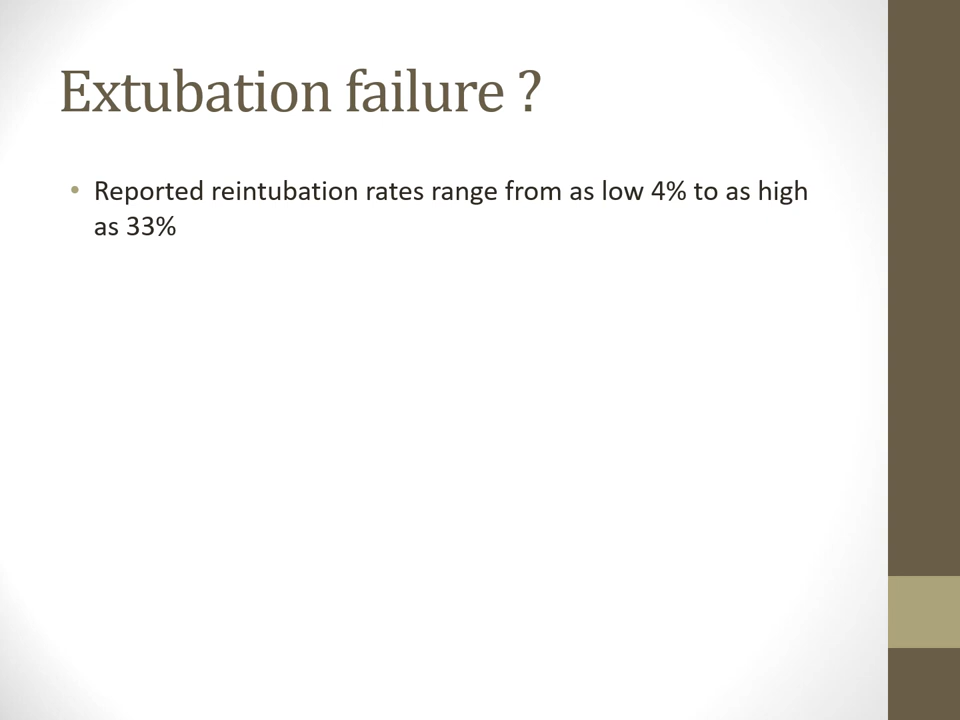 Extubation failure ?
• Reported reintubation rates range from as low 4% to as high
as 33%